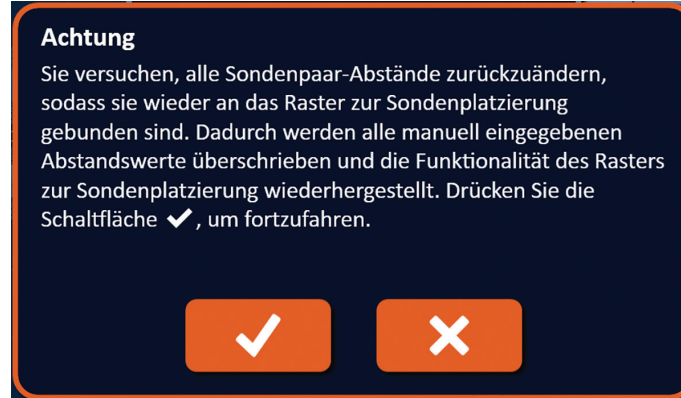 Achtung
Sie versuchen, alle Sondenpaar-Abstände zurückzuändern,
sodass sie wieder an das Raster zur Sondenplatzierung
gebunden sind. Dadurch werden alle manuell eingegebenen
Abstandswerte überschrieben und die Funktionalität des Rasters
zur Sondenplatzierung wiederhergestellt. Drücken Sie die
Schaltfläche ✔, um fortzufahren.